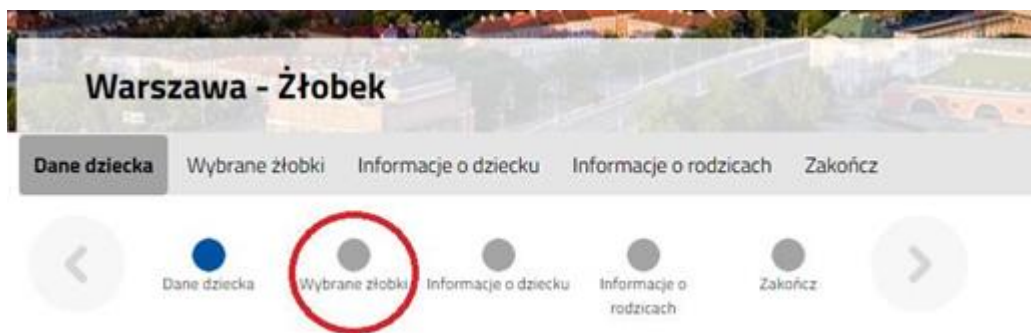 Warszawa - Żłobek
Dane dziecka Wybrane żłobki Informacje o dziecku Informacje o rodzicach Zakończ
Dane dziecka Wybrane żłobki Informacje o dziecku Informacje o Zakończ
rodzicach